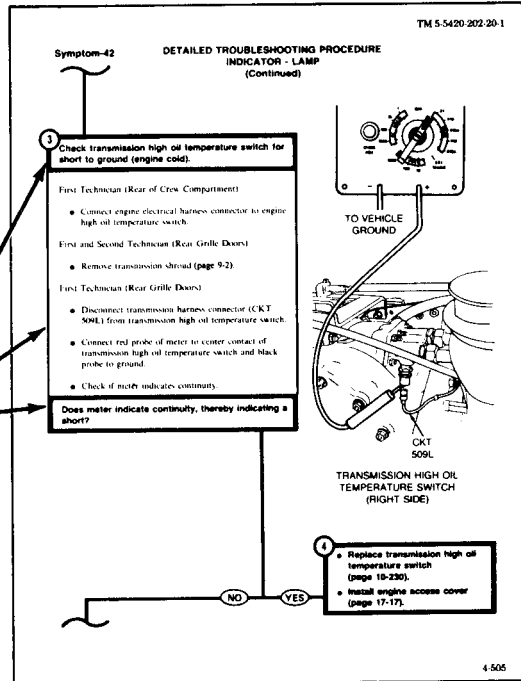 TM 5-5420-202-20-1
Symptom-42
DETAILED TROUBLESHOOTING PROCEDURE
INDICATOR - LAMP
(Continued)
3
Check transmission high oil temperature switch for
short to ground (engine cold).
First Technician (Rear of Crew Compartment)
• Connect engine electrical harness connector to engine
high oil temperature switch.
First and Second Technician (Rear Grille Doors)
• Remove transmission shroud (page 9-2).
First Technician (Rear Grille Doors)
• Disconnect transmission harness connector (CKT
509L) from transmission high oil temperature switch.
• Connect red probe of meter to center contact of
transmission high oil temperature switch and black
probe to ground.
• Check if meter indicates continuity.
Does meter indicate continuity, thereby indicating a
short?
- +
TO VEHICLE
GROUND
CKT
509L
TRANSMISSION HIGH OIL
TEMPERATURE SWITCH
(RIGHT SIDE)
4
• Replace transmission high oil
temperature switch
(page 10-230).
• Install engine access cover
(page 17-17).
NO
YES
4-505